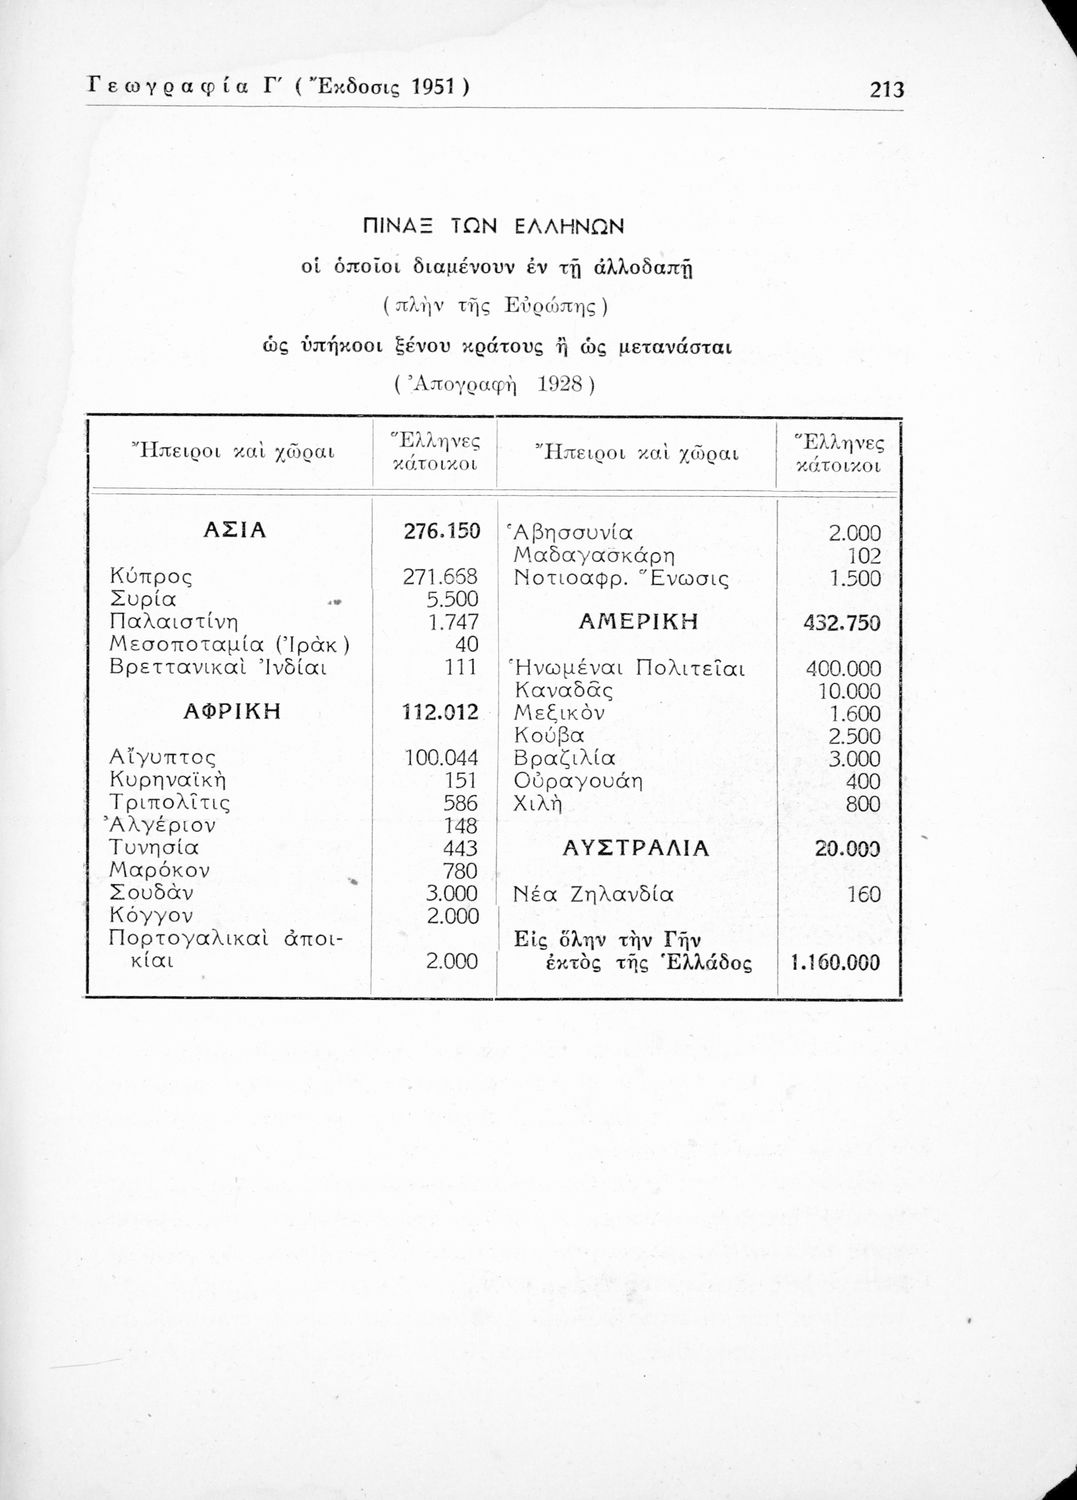 Γεωγραφία Γ′ (Ἔκδοσις 1951)
213
ΠΙΝΑΞ ΤΩΝ ΕΛΛΗΝΩΝ
οἱ ὁποῖοι διαμένουν ἐν τῇ ἀλλοδαπῇ
(πλὴν τῆς Εὐρώπης)
ὡς ὑπήκοοι ξένου κράτους ἢ ὡς μετανάσται
(Ἀπογραφὴ 1928)
Ἤπειροι καὶ χῶραι
Ἕλληνες
κάτοικοι
ΑΣΙΑ 276.150
Κύπρος 271.668
Συρία 5.500
Παλαιστίνη 1.747
Μεσοποταμία (Ἰρὰκ) 40
Βρεττανικαὶ Ἰνδίαι 111
ΑΦΡΙΚΗ 112.012
Αἴγυπτος 100.044
Κυρηναϊκὴ 151
Τριπολῖτις 586
Ἀλγέριον 148
Τυνησία 443
Μαρόκον 780
Σουδὰν 3.000
Κόγγον 2.000
Πορτογαλικαὶ ἀποι-
κίαι 2.000
Ἤπειροι καὶ χῶραι
Ἕλληνες
κάτοικοι
Ἁβησσυνία 2.000
Μαδαγασκάρη 102
Νοτιοαφρ. Ἕνωσις 1.500
ΑΜΕΡΙΚΗ 432.750
Ἡνωμέναι Πολιτεῖαι 400.000
Καναδᾶς 10.000
Μεξικὸν 1.600
Κούβα 2.500
Βραζιλία 3.000
Οὐραγουάη 400
Χιλὴ 800
ΑΥΣΤΡΑΛΙΑ 20.000
Νέα Ζηλανδία 160
Εἰς ὅλην τὴν Γῆν
ἐκτὸς τῆς Ἑλλάδος 1.160.000